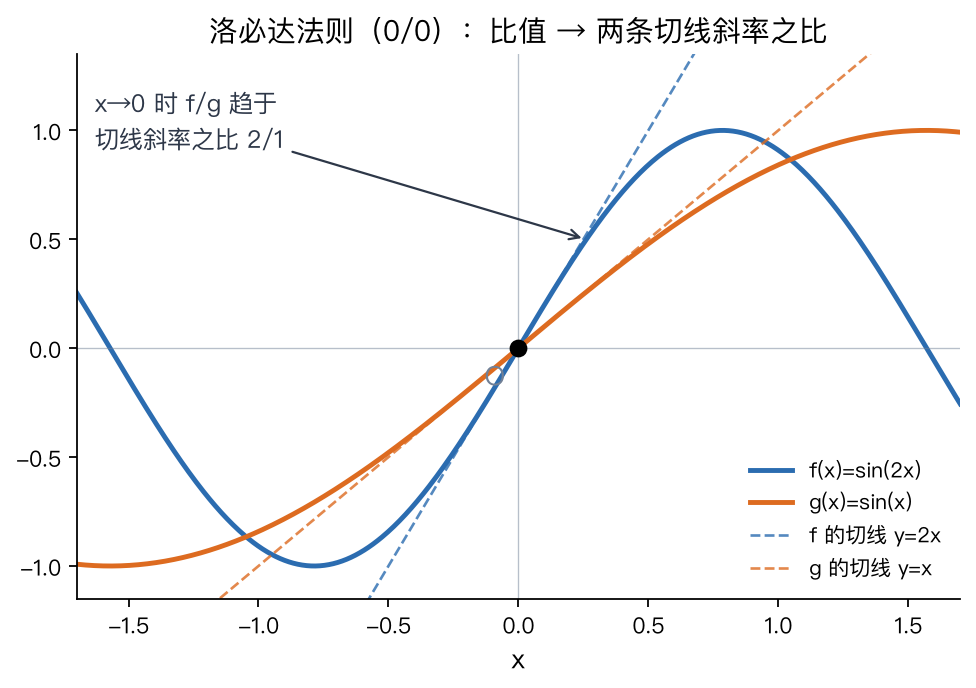 洛必达法则（0/0）：比值 → 两条切线斜率之比
x→0 时 f/g 趋于
切线斜率之比 2/1
1.0
0.5
0.0
−0.5
−1.0
f(x)=sin(2x)
g(x)=sin(x)
f 的切线 y=2x
g 的切线 y=x
−1.5
−1.0
−0.5
0.0
0.5
1.0
1.5
x